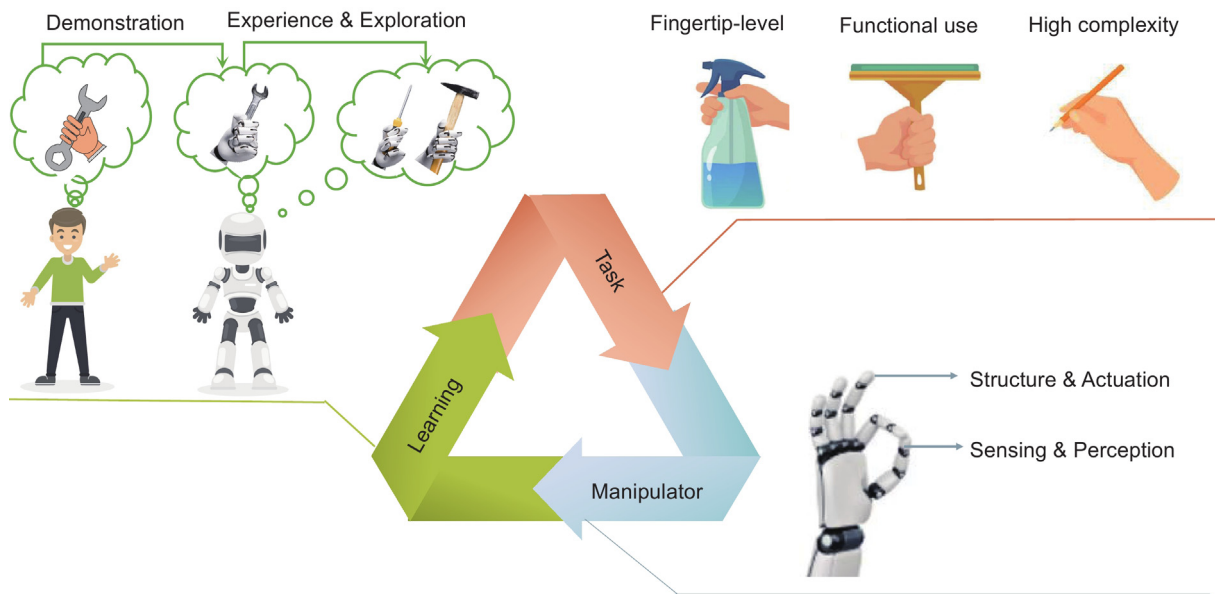 Demonstration
Experience & Exploration
Fingertip-level
Functional use
High complexity
Task
Learning
Manipulator
Structure & Actuation
Sensing & Perception